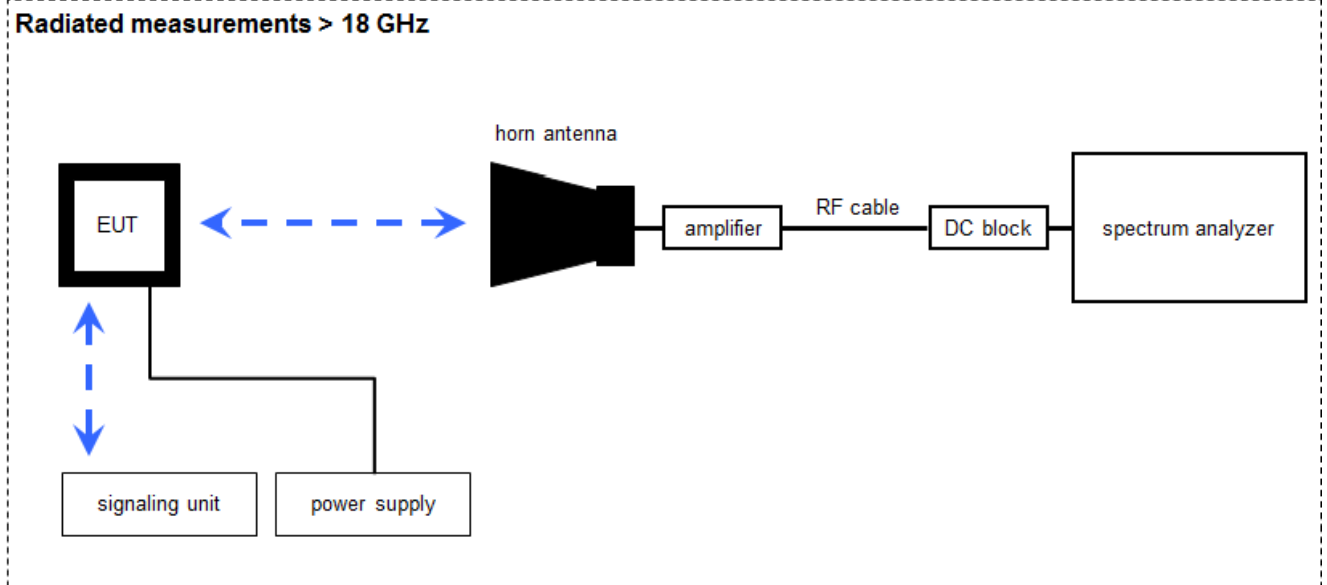 Radiated measurements > 18 GHz
horn antenna
EUT
amplifier
RF cable
DC block
spectrum analyzer
signaling unit
power supply